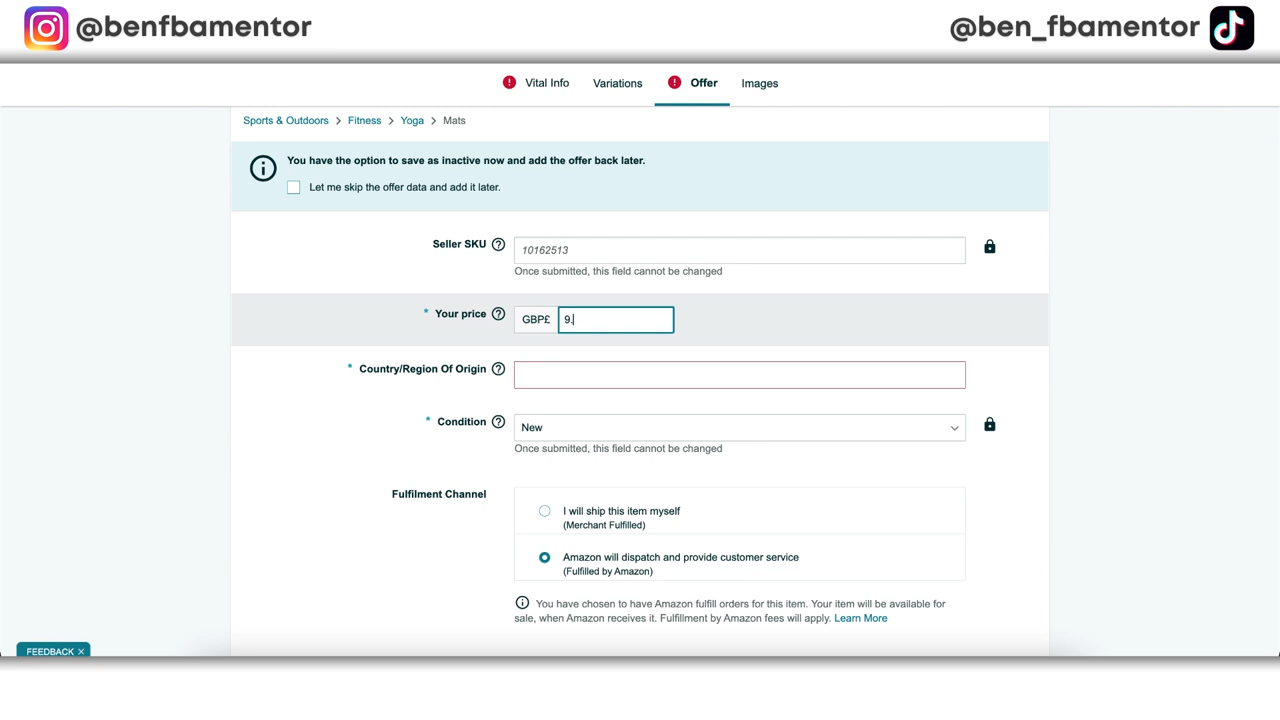 @benfbamentor
@ben_fbamentor
Vital Info Variations Offer Images
Sports & Outdoors > Fitness > Yoga > Mats
You have the option to save as inactive now and add the offer back later.
Let me skip the offer data and add it later.
Seller SKU
10162513
Once submitted, this field cannot be changed
* Your price
GBP£ 9.
* Country/Region Of Origin
* Condition
New
Once submitted, this field cannot be changed
Fulfilment Channel
I will ship this item myself
(Merchant Fulfilled)
Amazon will dispatch and provide customer service
(Fulfilled by Amazon)
You have chosen to have Amazon fulfill orders for this item. Your item will be available for
sale, when Amazon receives it. Fulfillment by Amazon fees will apply. Learn More
FEEDBACK ×